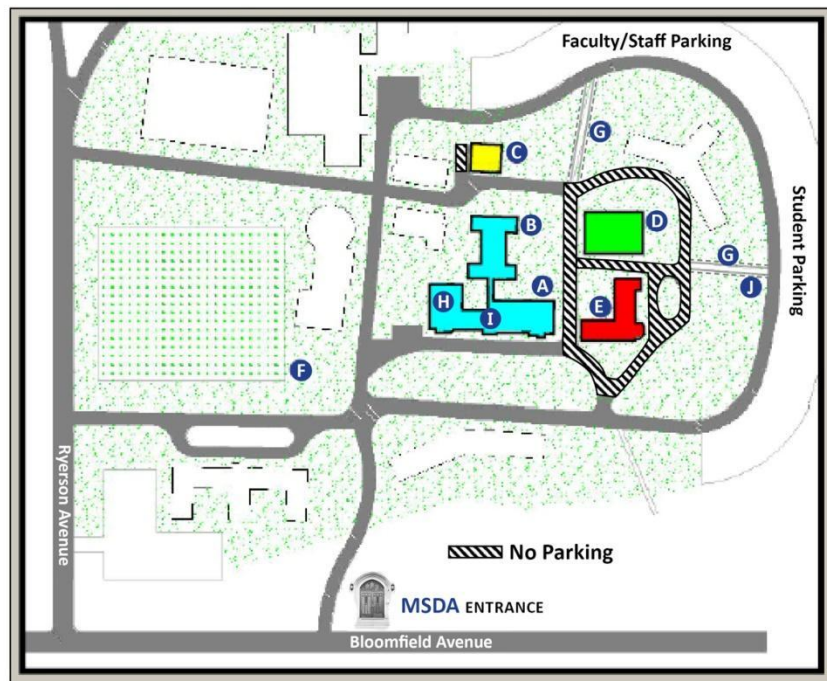 Faculty/Staff Parking
G
C
B
D
G
Student Parking
A
J
H
I
E
F
Ryerson Avenue
No Parking
MSDA ENTRANCE
Bloomfield Avenue